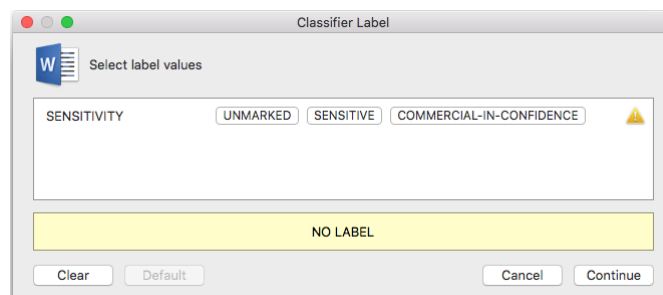 Classifier Label
W Select label values
SENSITIVITY UNMARKED SENSITIVE COMMERCIAL-IN-CONFIDENCE
NO LABEL
Clear Default Cancel Continue